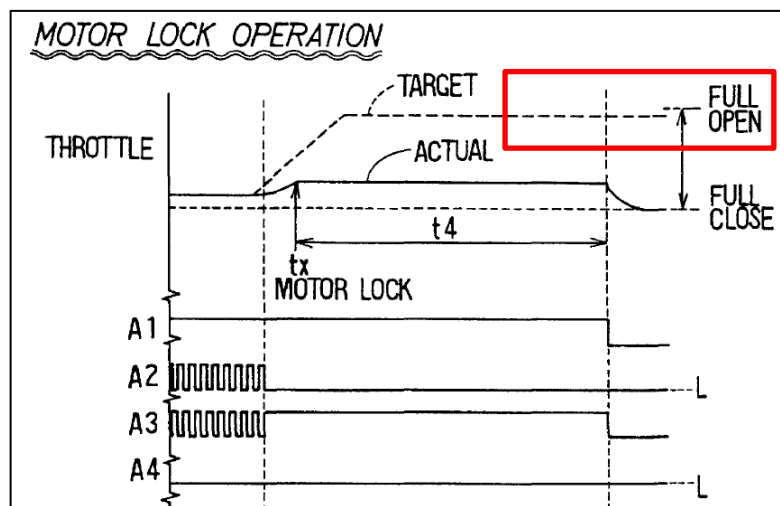 MOTOR LOCK OPERATION
TARGET
FULL
OPEN
THROTTLE
ACTUAL
FULL
CLOSE
t4
tx
MOTOR LOCK
A1
A2
L
A3
A4
L